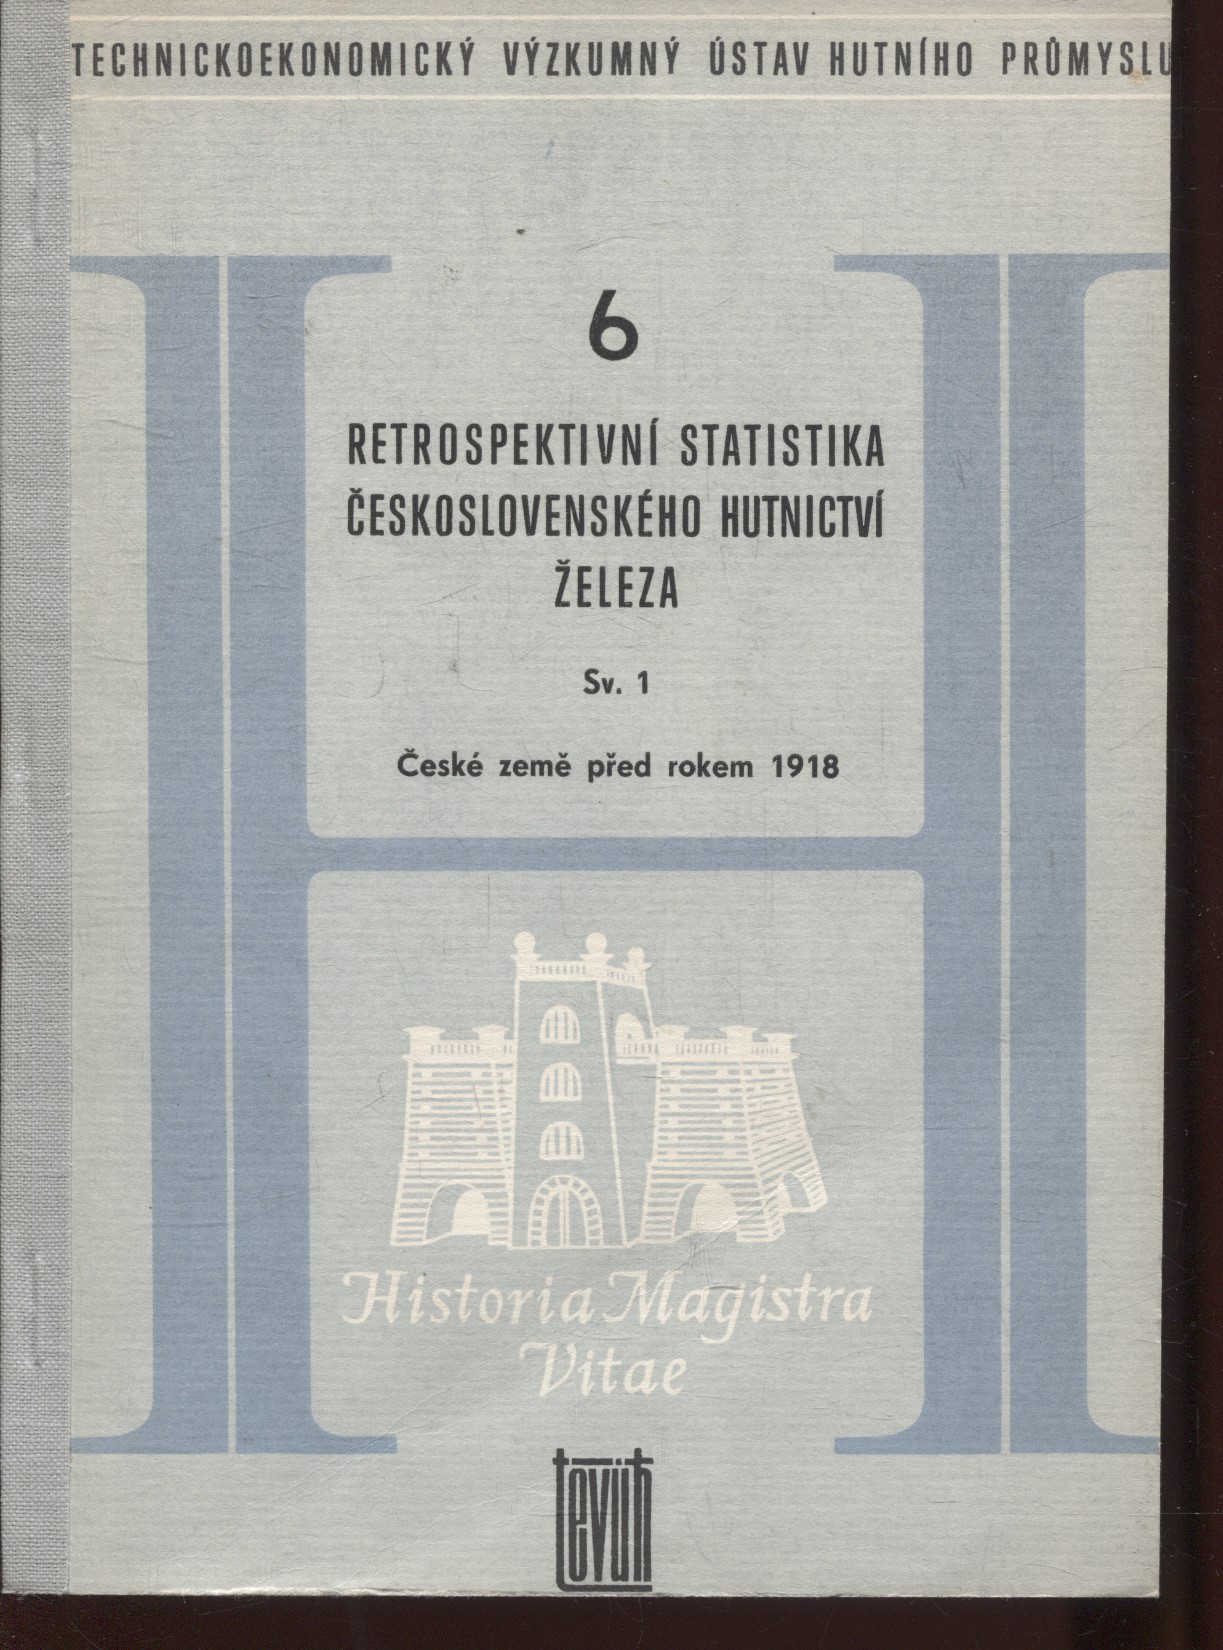 TECHNICKOEKONOMICKÝ VÝZKUMNÝ ÚSTAV HUTNÍHO PRŮMYSLU
6
RETROSPEKTIVNÍ STATISTIKA
ČESKOSLOVENSKÉHO HUTNICTVÍ
ŽELEZA
Sv. 1
České země před rokem 1918
Historia Magistra
Vitae
tevúh